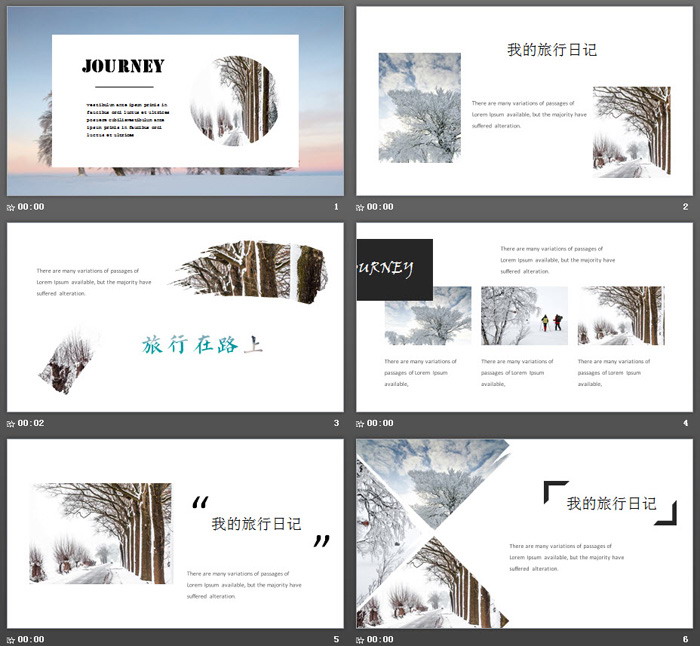 JOURNEY
vestibulum ante ipsum primis in
faucibus orci luctus et ultrices
posuere cubiliavestibulum ante
ipsum primis in faucibus orci
luctus et ultrices
00:00
1
我的旅行日记
There are many variations of passages of
Lorem Ipsum available, but the majority have
suffered alteration.
00:00
2
There are many variations of passages of
Lorem Ipsum available, but the majority have
suffered alteration.
旅行在路上
00:02
3
OURNEY
There are many variations of passages of
Lorem Ipsum available, but the majority have
suffered alteration.
There are many variations of
passages of Lorem Ipsum
available,
There are many variations of
passages of Lorem Ipsum
available,
There are many variations of
passages of Lorem Ipsum
available,
00:00
4
“
我的旅行日记
”
There are many variations of passages of
Lorem Ipsum available, but the majority have
suffered alteration.
00:00
5
我的旅行日记
There are many variations of passages of
Lorem Ipsum available, but the majority have
suffered alteration.
00:00
6